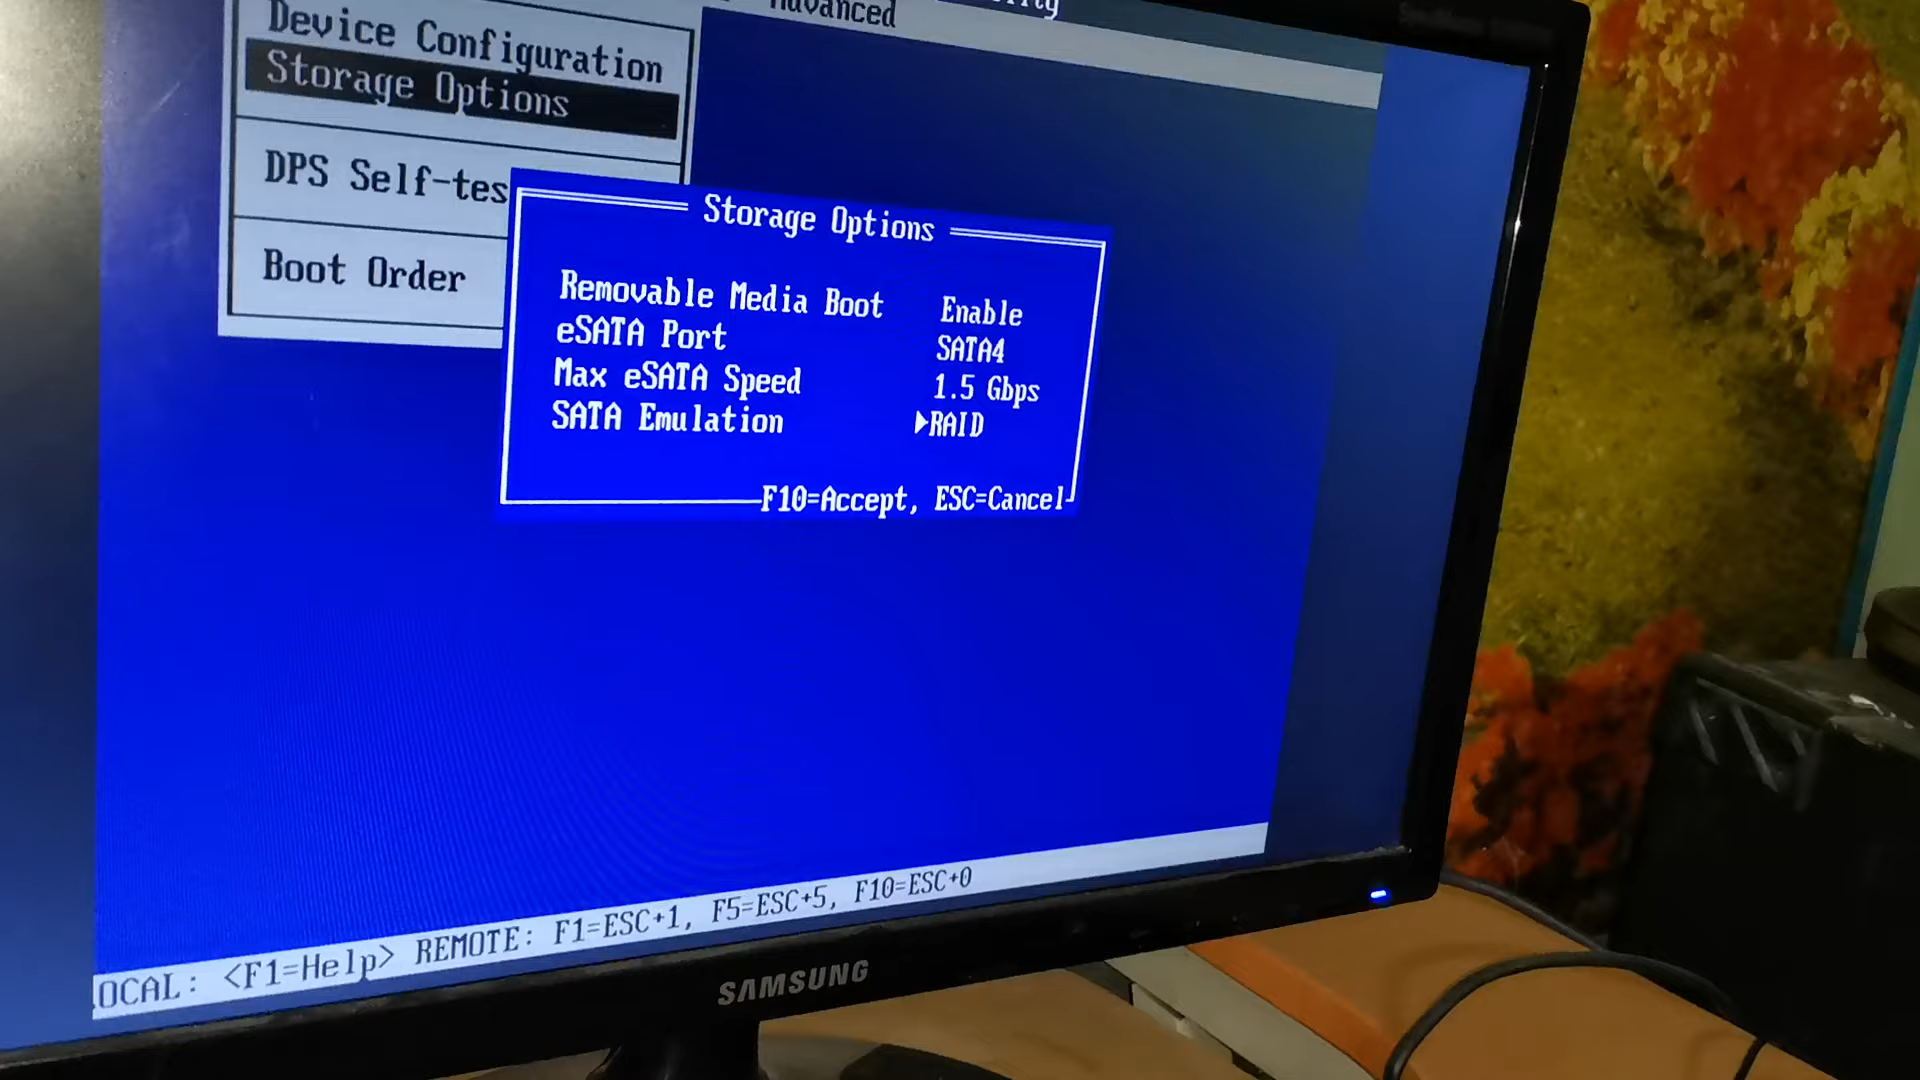 Advanced
Device Configuration
Storage Options
DPS Self-tes
Boot Order
Storage Options
Removable Media Boot Enable
eSATA Port SATA4
Max eSATA Speed 1.5 Gbps
SATA Emulation ▶RAID
F10=Accept, ESC=Cancel
OCAL: <F1=Help> REMOTE: F1=ESC+1, F5=ESC+5, F10=ESC+0
SAMSUNG